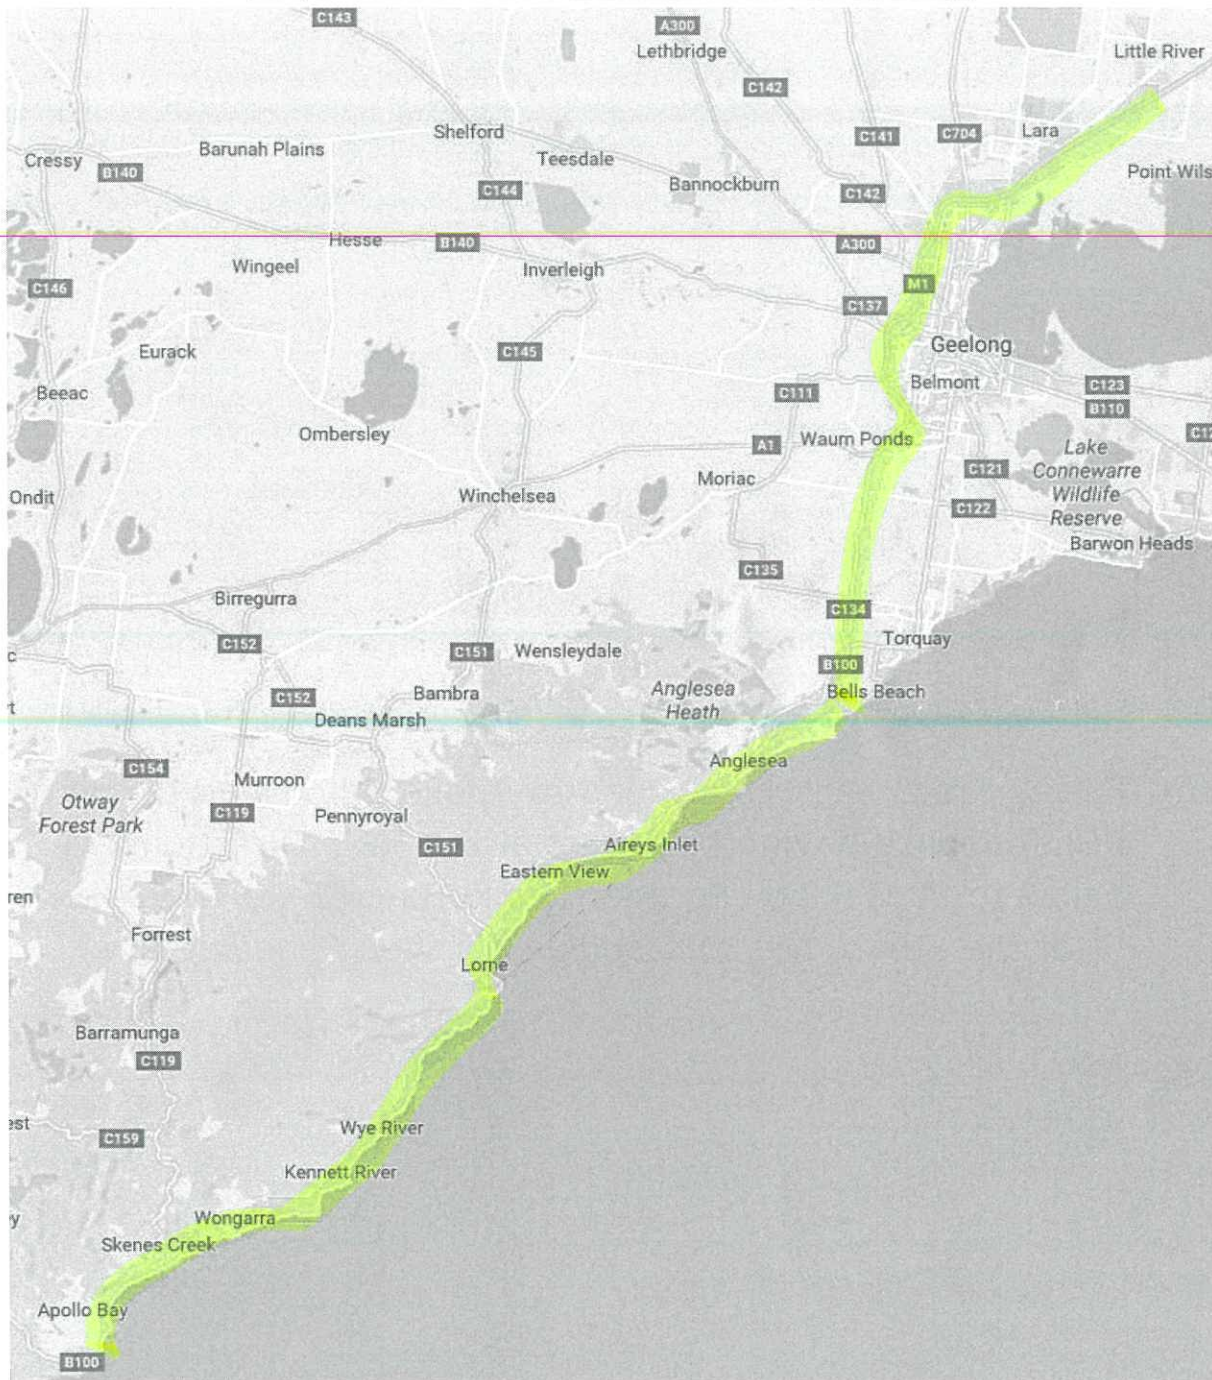 C143
A300
Lethbridge
Little River
C142
Shelford
C141
C704
Lara
Cressy
Barunah Plains
Teesdale
B140
Bannockburn
Point Wils
C144
C142
Hesse
B140
A300
Wingeel
Inverleigh
C146
M1
C137
Eurack
C145
Geelong
Beeac
Belmont
C123
C111
B110
Ombersley
Waurn Ponds
A1
C12
Lake
Connewarre
Wildlife
Reserve
C121
Moriac
Ondit
Winchelsea
C122
Barwon Heads
C135
Birregurra
C134
C152
Torquay
c
C151
Wensleydale
B100
Anglesea
Heath
Bells Beach
C152
Bambra
rt
Deans Marsh
C154
Anglesea
Murroon
Otway
Forest Park
C119
Pennyroyal
C151
Aireys Inlet
Eastern View
ren
Forrest
Lorne
Barramunga
C119
est
C159
Wye River
Kennett River
ey
Wongarra
Skenes Creek
Apollo Bay
B100